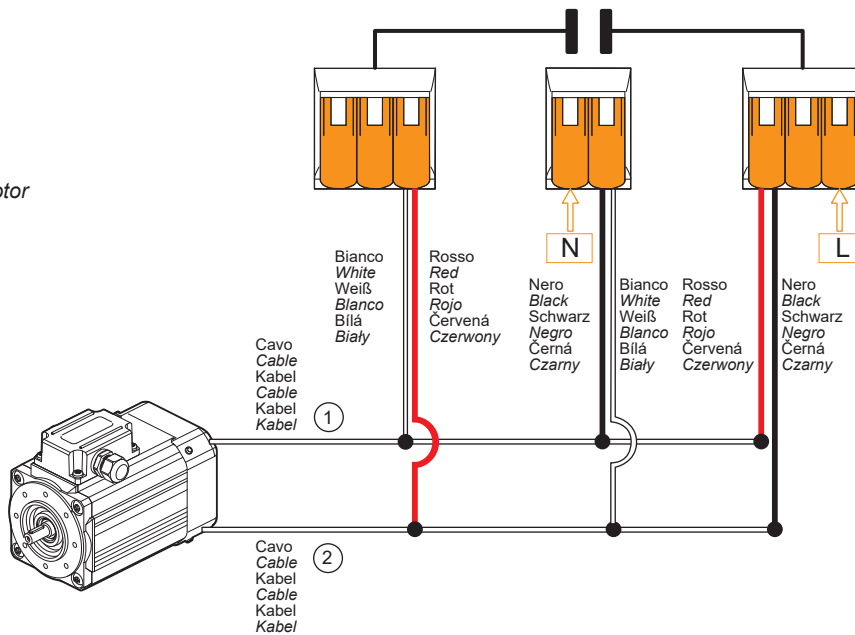 otor
N
L
Bianco
White
Weiß
Blanco
Bílá
Biały
Rosso
Red
Rot
Rojo
Červená
Czerwony
Nero
Black
Schwarz
Negro
Černá
Czarny
Bianco
White
Weiß
Blanco
Bílá
Biały
Rosso
Red
Rot
Rojo
Červená
Czerwony
Nero
Black
Schwarz
Negro
Černá
Czarny
Cavo
Cable
Kabel
Cable
Kabel
Kabel
1
Cavo
Cable
Kabel
Cable
Kabel
Kabel
2